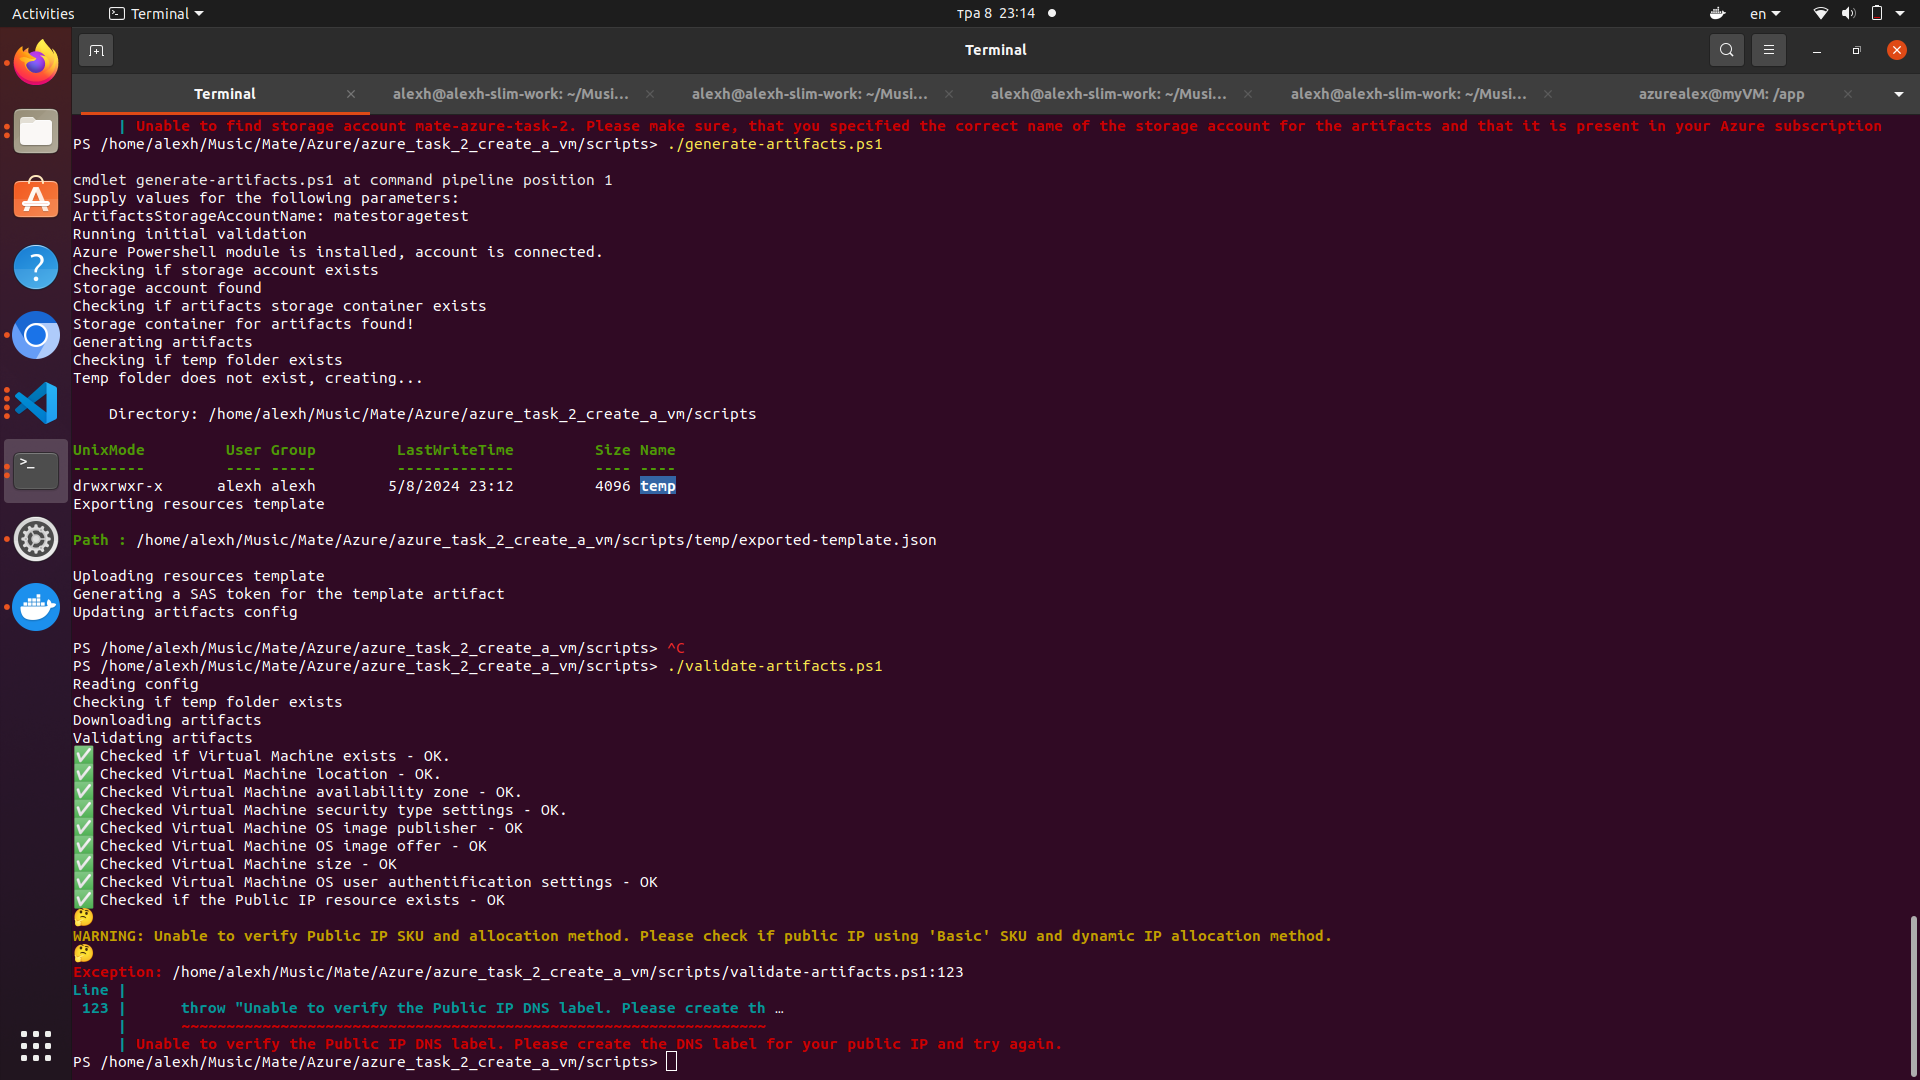 Activities
Terminal
тра 8 23:14
en
Terminal
Terminal
alexh@alexh-slim-work: ~/Musi...
alexh@alexh-slim-work: ~/Musi...
alexh@alexh-slim-work: ~/Musi...
alexh@alexh-slim-work: ~/Musi...
azurealex@myVM: /app
| Unable to find storage account mate-azure-task-2. Please make sure, that you specified the correct name of the storage account for the artifacts and that it is present in your Azure subscription
PS /home/alexh/Music/Mate/Azure/azure_task_2_create_a_vm/scripts> ./generate-artifacts.ps1
cmdlet generate-artifacts.ps1 at command pipeline position 1
Supply values for the following parameters:
ArtifactsStorageAccountName: matestoragetest
Running initial validation
Azure Powershell module is installed, account is connected.
Checking if storage account exists
Storage account found
Checking if artifacts storage container exists
Storage container for artifacts found!
Generating artifacts
Checking if temp folder exists
Temp folder does not exist, creating...
Directory: /home/alexh/Music/Mate/Azure/azure_task_2_create_a_vm/scripts
UnixMode         User Group         LastWriteTime         Size Name
--------         ---- -----         -------------         ---- ----
drwxrwxr-x      alexh alexh        5/8/2024 23:12         4096 temp
Exporting resources template
Path : /home/alexh/Music/Mate/Azure/azure_task_2_create_a_vm/scripts/temp/exported-template.json
Uploading resources template
Generating a SAS token for the template artifact
Updating artifacts config
PS /home/alexh/Music/Mate/Azure/azure_task_2_create_a_vm/scripts> ^C
PS /home/alexh/Music/Mate/Azure/azure_task_2_create_a_vm/scripts> ./validate-artifacts.ps1
Reading config
Checking if temp folder exists
Downloading artifacts
Validating artifacts
✅ Checked if Virtual Machine exists - OK.
✅ Checked Virtual Machine location - OK.
✅ Checked Virtual Machine availability zone - OK.
✅ Checked Virtual Machine security type settings - OK.
✅ Checked Virtual Machine OS image publisher - OK
✅ Checked Virtual Machine OS image offer - OK
✅ Checked Virtual Machine size - OK
✅ Checked Virtual Machine OS user authentification settings - OK
✅ Checked if the Public IP resource exists - OK
🤔
WARNING: Unable to verify Public IP SKU and allocation method. Please check if public IP using 'Basic' SKU and dynamic IP allocation method.
🤔
Exception: /home/alexh/Music/Mate/Azure/azure_task_2_create_a_vm/scripts/validate-artifacts.ps1:123
Line |
123 |      throw "Unable to verify the Public IP DNS label. Please create th …
|      ~~~~~~~~~~~~~~~~~~~~~~~~~~~~~~~~~~~~~~~~~~~~~~~~~~~~~~~~~~~~~~~~~
| Unable to verify the Public IP DNS label. Please create the DNS label for your public IP and try again.
PS /home/alexh/Music/Mate/Azure/azure_task_2_create_a_vm/scripts>